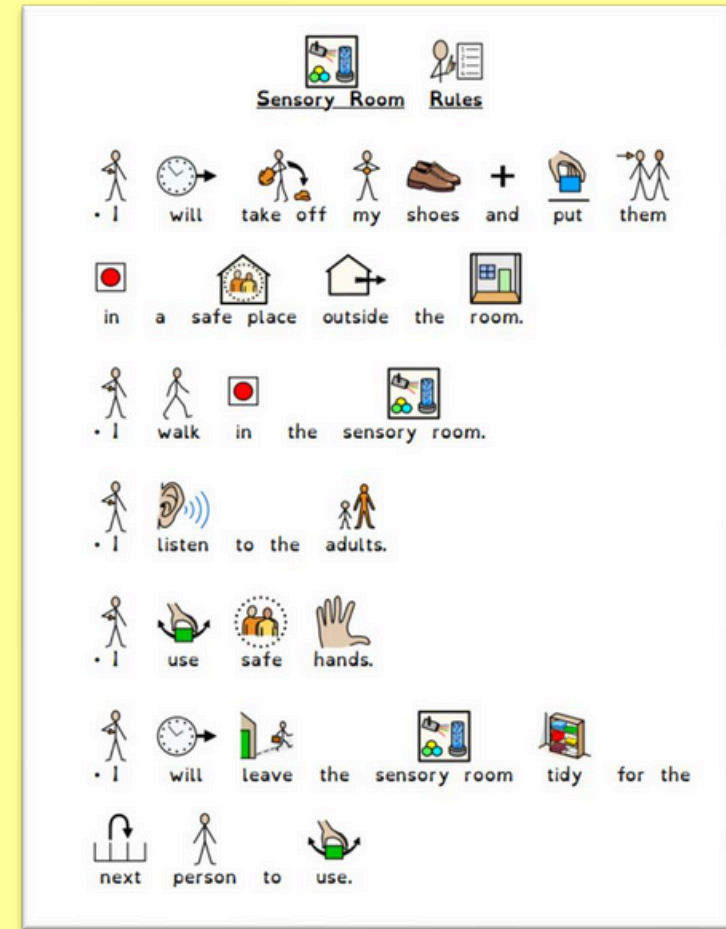 Sensory Room Rules
• I will take off my shoes and put them
in a safe place outside the room.
• I walk in the sensory room.
• I listen to the adults.
• I use safe hands.
• I will leave the sensory room tidy for the
next person to use.